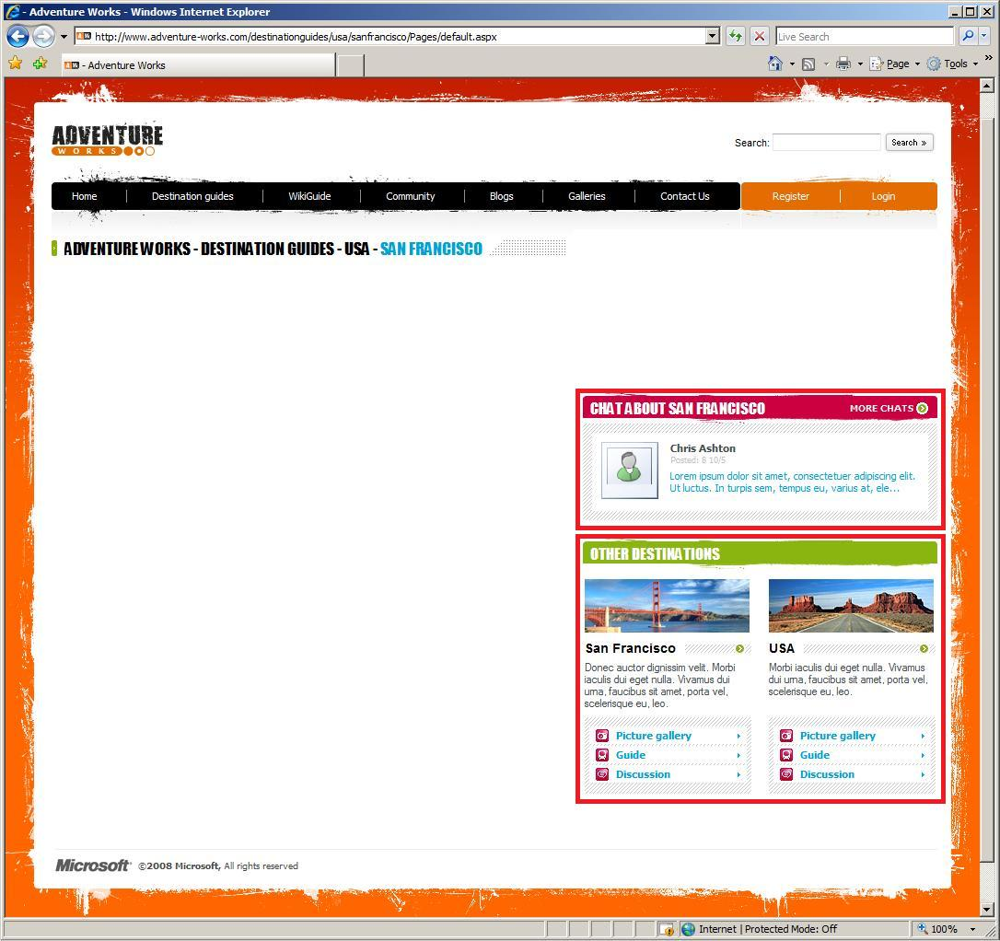 - Adventure Works - Windows Internet Explorer
http://www.adventure-works.com/destinationguides/usa/sanfrancisco/Pages/default.aspx
Live Search
- Adventure Works
Page
Tools
ADVENTURE
WORKS
Search:
Search »
Home
Destination guides
WikiGuide
Community
Blogs
Galleries
Contact Us
Register
Login
ADVENTURE WORKS - DESTINATION GUIDES - USA - SAN FRANCISCO
CHAT ABOUT SAN FRANCISCO
MORE CHATS
Chris Ashton
Posted: 8 10/5
Lorem ipsum dolor sit amet, consectetuer adipiscing elit.
Ut luctus. In turpis sem, tempus eu, varius at, ele...
OTHER DESTINATIONS
San Francisco
Donec auctor dignissim velit. Morbi
iaculis dui eget nulla. Vivamus dui
urna, faucibus sit amet, porta vel,
scelerisque eu, leo.
Picture gallery
Guide
Discussion
USA
Morbi iaculis dui eget nulla. Vivamus
dui urna, faucibus sit amet, porta vel,
scelerisque eu, leo.
Picture gallery
Guide
Discussion
Microsoft
©2008 Microsoft, All rights reserved
Internet | Protected Mode: Off
100%